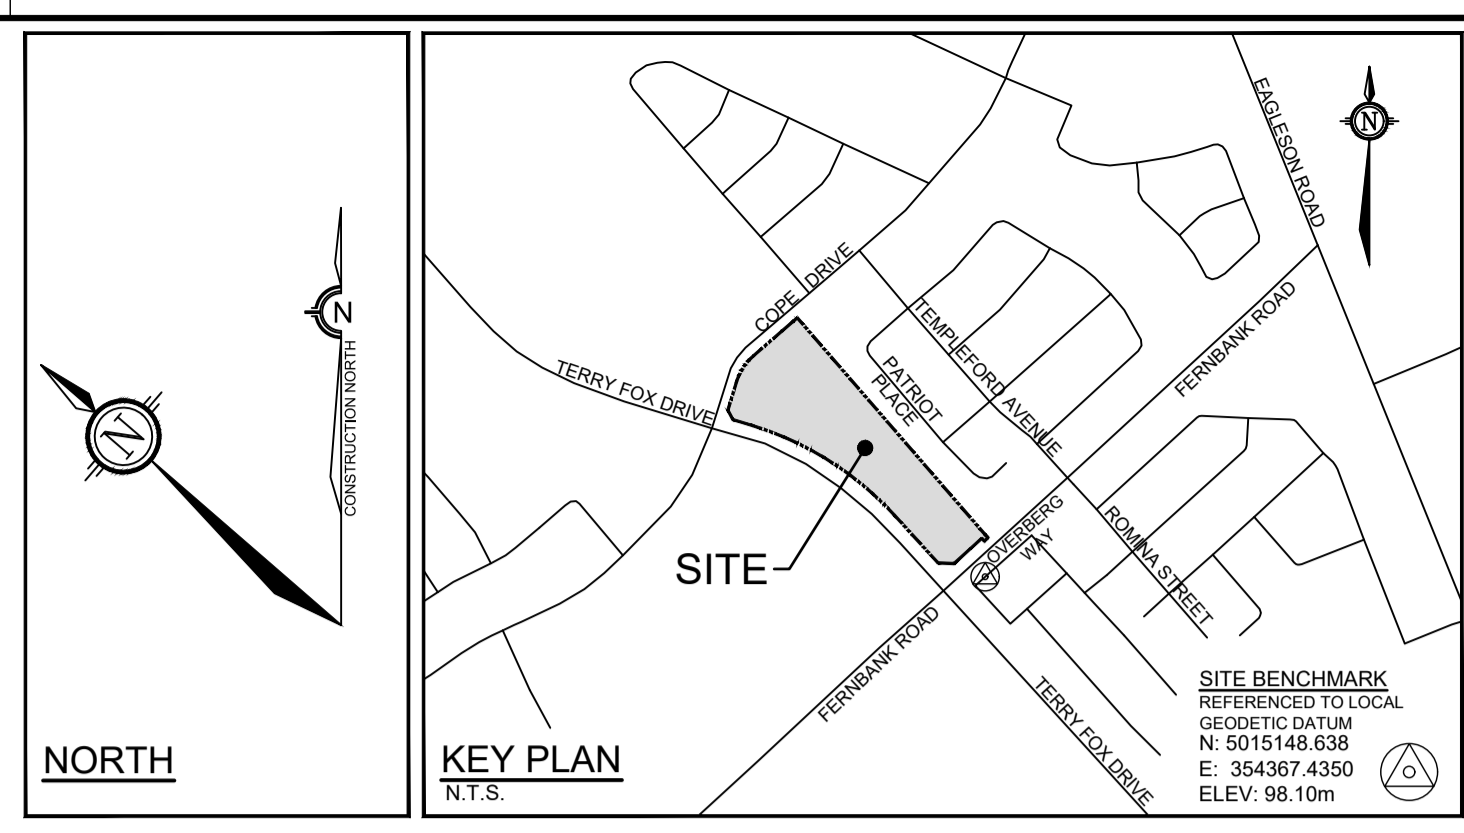 N
CONSTRUCTION NORTH
N
NORTH
EAGLESON ROAD
N
COPE DRIVE
TERRY FOX DRIVE
TEMPLEFORD AVENUE
PATRIOT
PLACE
FERNBANK ROAD
SITE
OVERBERG
WAY
ROMINA STREET
FERNBANK ROAD
TERRY FOX DRIVE
KEY PLAN
N.T.S.
SITE BENCHMARK
REFERENCED TO LOCAL
GEODETIC DATUM
N: 5015148.638
E: 354367.4350
ELEV: 98.10m